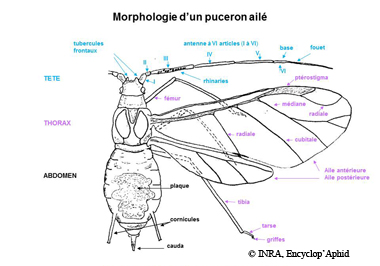 Morphologie d'un puceron ailé
tubercules
frontaux
antenne à VI articles (I à VI)
base
fouet
I
II
III
IV
V
VI
rhinaries
TETE
fémur
ptérostigma
médiane
radiale
THORAX
radiale
cubitale
Aile antérieure
Aile postérieure
ABDOMEN
plaque
tibia
cornicules
tarse
griffes
cauda
© INRA, Encyclop'Aphid